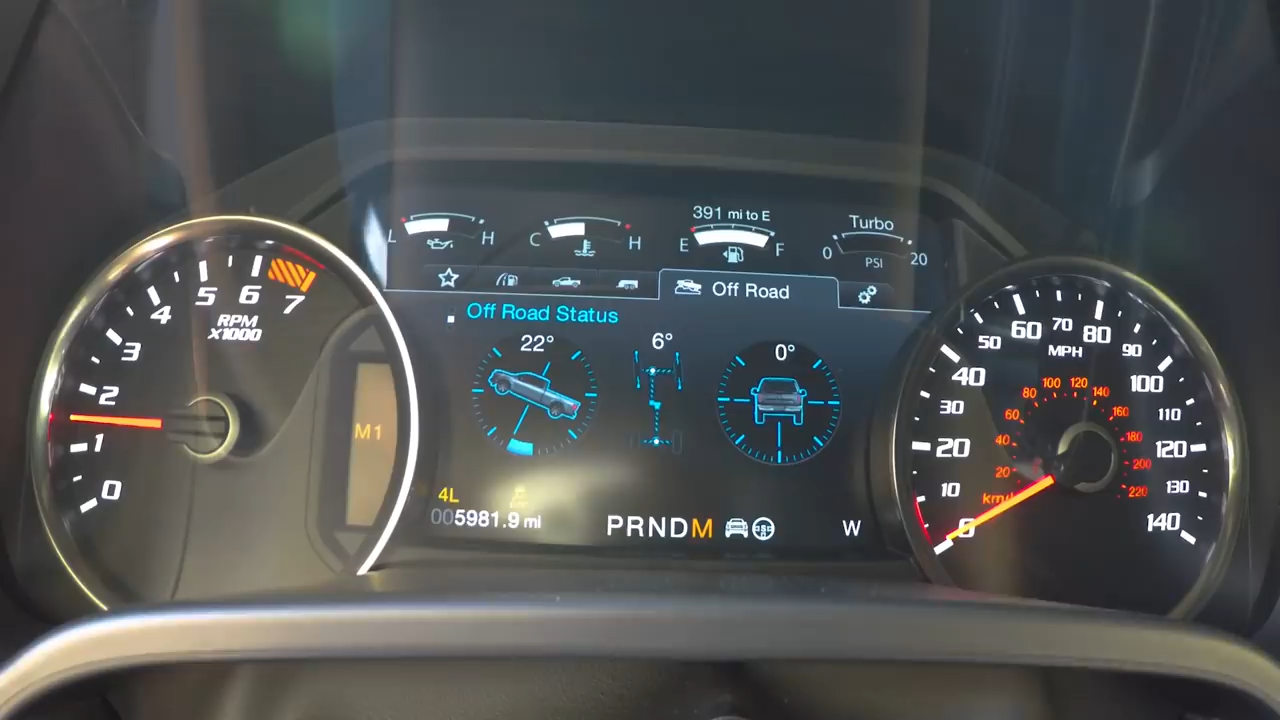 391 mi to E
L H
C H
E F
Turbo
0 PSI 20
Off Road
Off Road Status
22°
6°
0°
4L
005981.9 mi
PRNDM
W
0
1
2
3
4
5
6
7
RPM
X1000
M1
0
10
20
30
40
50
60
70
80
90
100
110
120
130
140
MPH
km/h
20
40
60
80
100
120
140
160
180
200
220